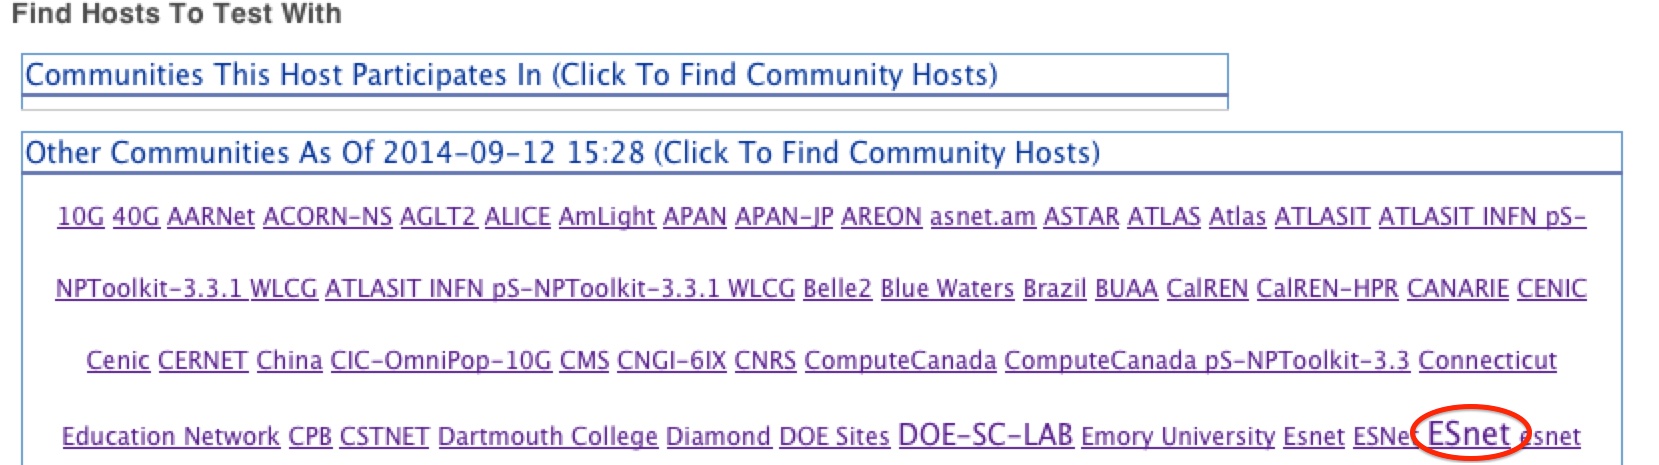 Find Hosts To Test With
Communities This Host Participates In (Click To Find Community Hosts)
Other Communities As Of 2014-09-12 15:28 (Click To Find Community Hosts)
10G 40G AARNet ACORN-NS AGLT2 ALICE AmLight APAN APAN-JP AREON asnet.am ASTAR ATLAS Atlas ATLASIT ATLASIT INFN pS-
NPToolkit-3.3.1 WLCG ATLASIT INFN pS-NPToolkit-3.3.1 WLCG Belle2 Blue Waters Brazil BUAA CalREN CalREN-HPR CANARIE CENIC
Cenic CERNET China CIC-OmniPop-10G CMS CNGI-6IX CNRS ComputeCanada ComputeCanada pS-NPToolkit-3.3 Connecticut
Education Network CPB CSTNET Dartmouth College Diamond DOE Sites DOE-SC-LAB Emory University Esnet ESNet ESnet esnet